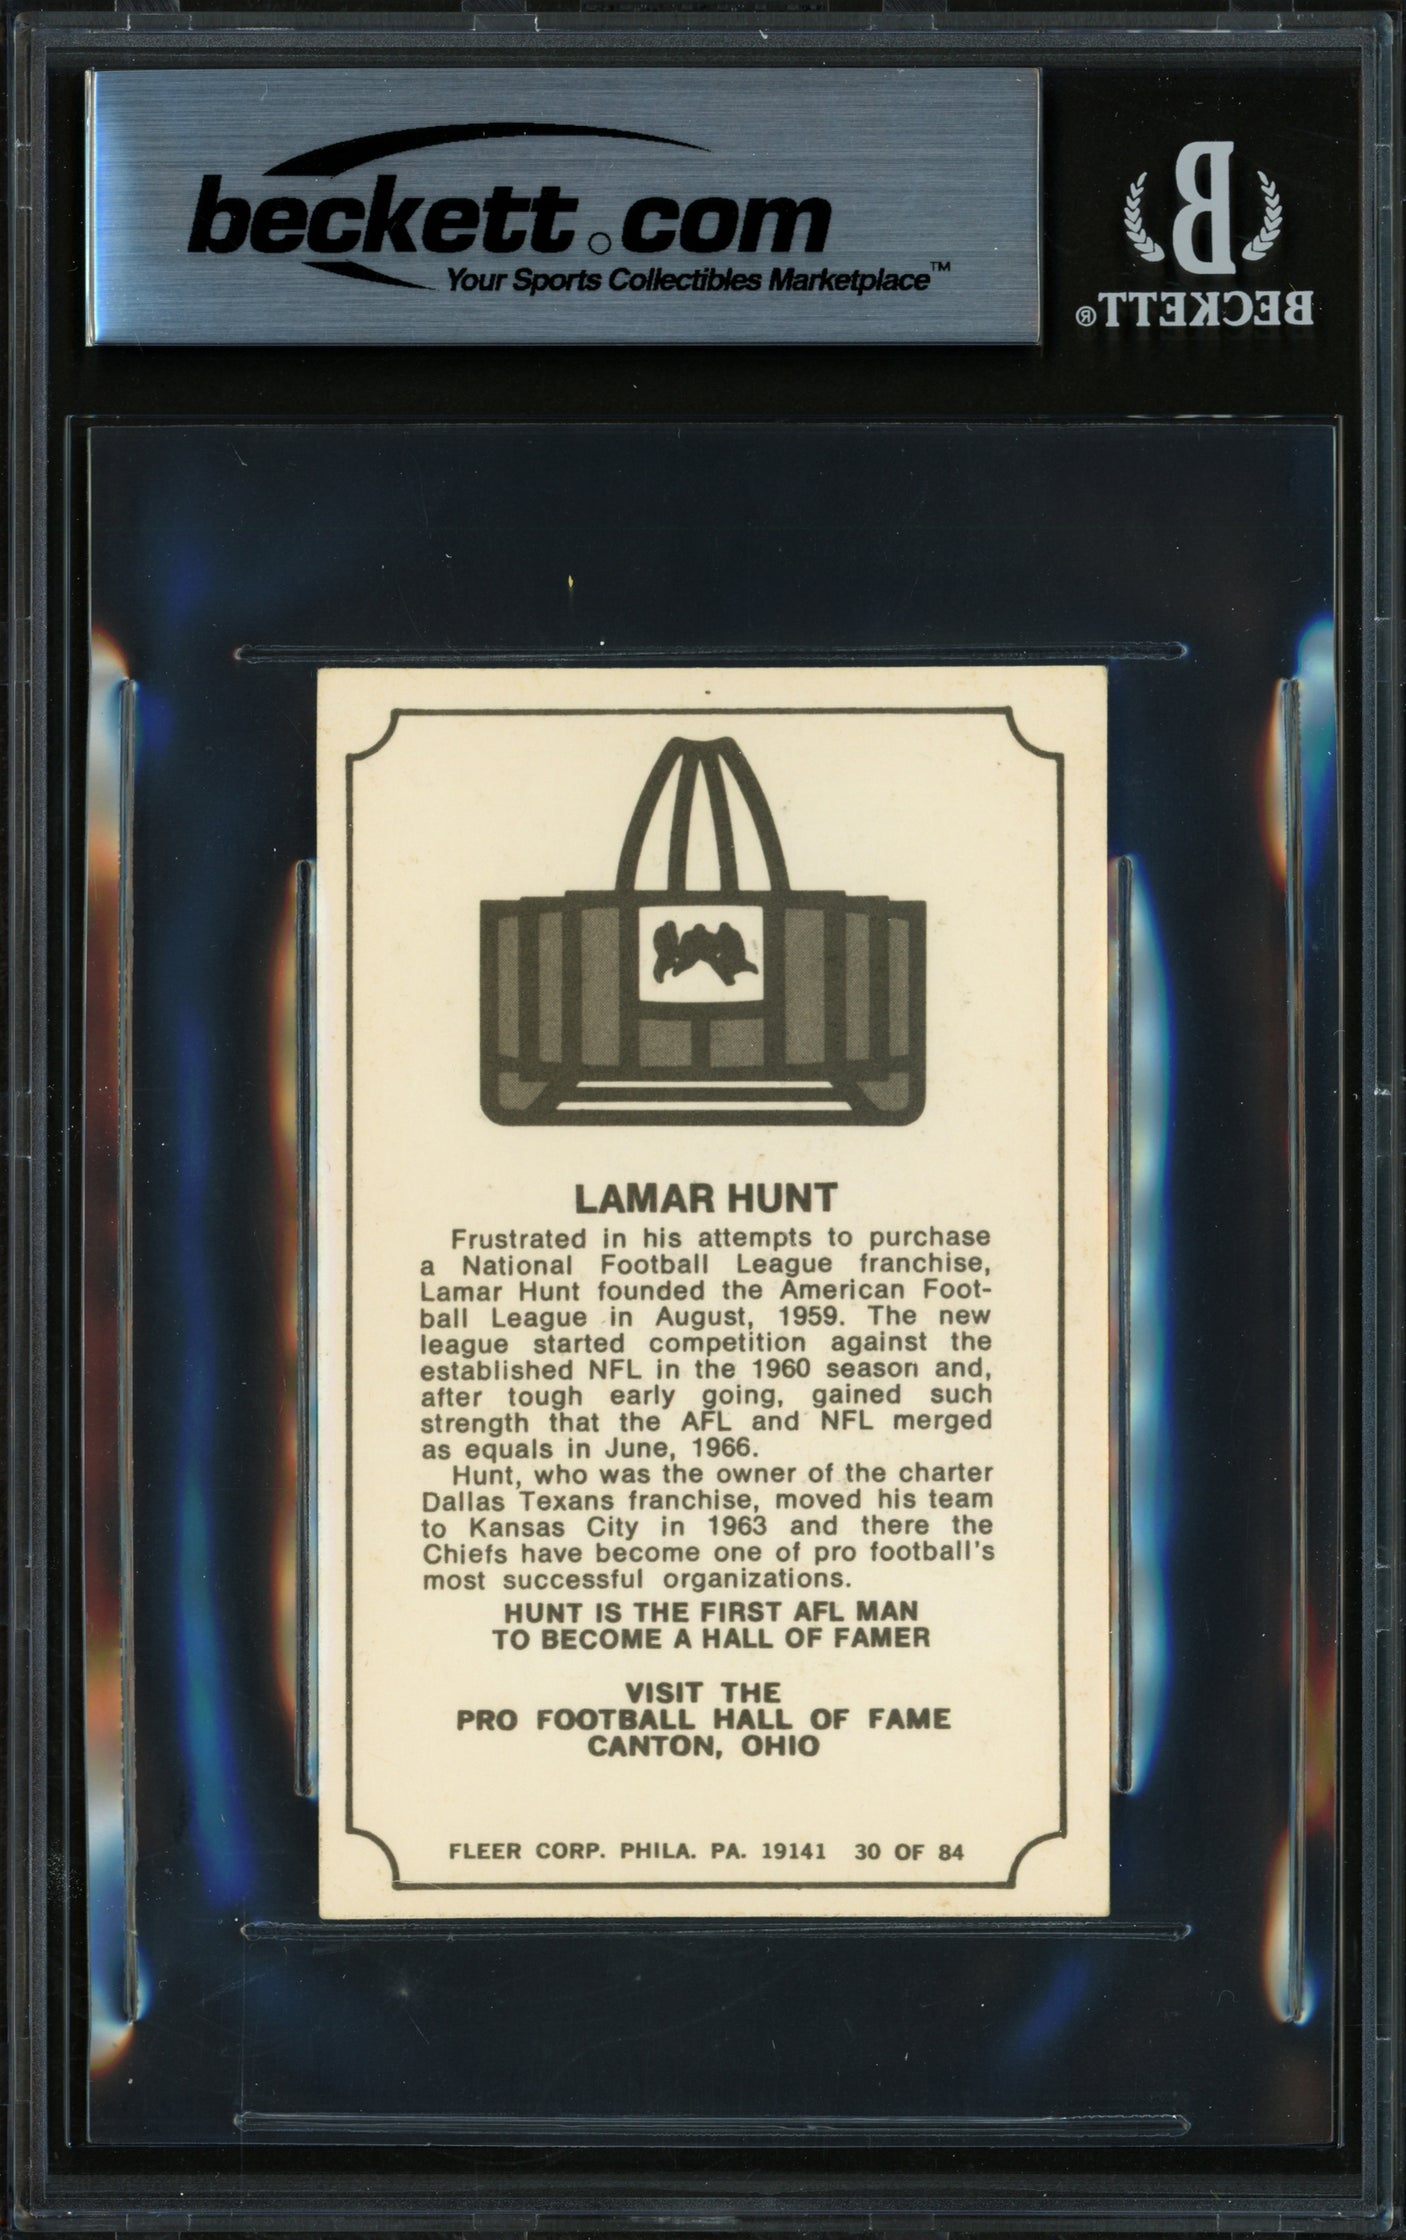 beckett.com
Your Sports Collectibles Marketplace™
B
BECKETT®
LAMAR HUNT
Frustrated in his attempts to purchase
a National Football League franchise,
Lamar Hunt founded the American Foot-
ball League in August, 1959. The new
league started competition against the
established NFL in the 1960 season and,
after tough early going, gained such
strength that the AFL and NFL merged
as equals in June, 1966.
Hunt, who was the owner of the charter
Dallas Texans franchise, moved his team
to Kansas City in 1963 and there the
Chiefs have become one of pro football's
most successful organizations.
HUNT IS THE FIRST AFL MAN
TO BECOME A HALL OF FAMER
VISIT THE
PRO FOOTBALL HALL OF FAME
CANTON, OHIO
FLEER CORP. PHILA. PA. 19141 30 OF 84